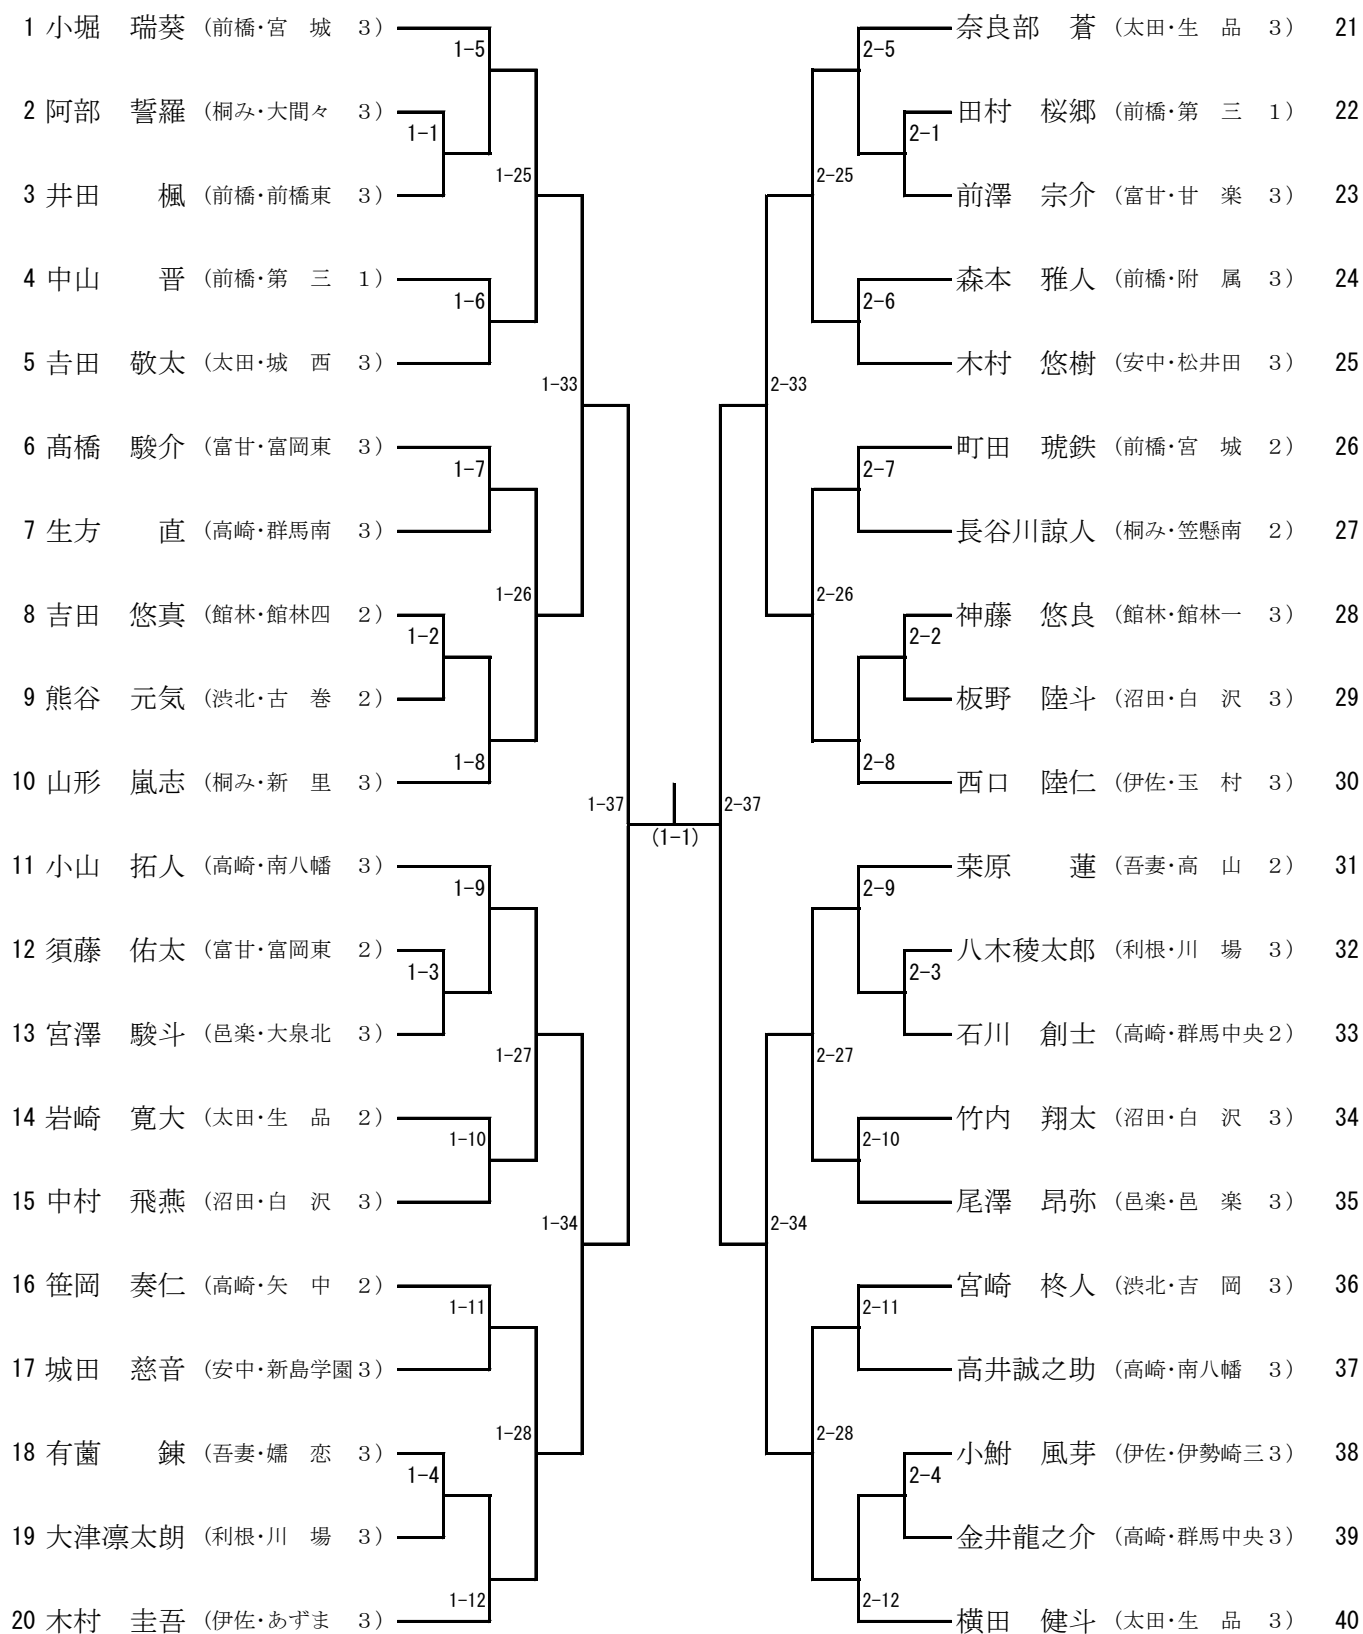 1 小堀　瑞葵 (前橋・宮　城　3)
1-5
2 阿部　誓羅 (桐み・大間々　3)
1-1
3 井田　　楓 (前橋・前橋東　3)
1-25
4 中山　　晋 (前橋・第　三　1)
1-6
5 𠮷田　敬太 (太田・城　西　3)
1-33
6 髙橋　駿介 (富甘・富岡東　3)
1-7
7 生方　　直 (高崎・群馬南　3)
1-26
8 吉田　悠真 (館林・館林四　2)
1-2
9 熊谷　元気 (渋北・古　巻　2)
1-8
10 山形　嵐志 (桐み・新　里　3)
1-37
11 小山　拓人 (高崎・南八幡　3)
1-9
12 須藤　佑太 (富甘・富岡東　2)
1-3
13 宮澤　駿斗 (邑楽・大泉北　3)
1-27
14 岩崎　寛大 (太田・生　品　2)
1-10
15 中村　飛燕 (沼田・白　沢　3)
1-34
16 笹岡　奏仁 (高崎・矢　中　2)
1-11
17 城田　慈音 (安中・新島学園3)
1-28
18 有薗　　錬 (吾妻・嬬　恋　3)
1-4
19 大津凛太朗 (利根・川　場　3)
1-12
20 木村　圭吾 (伊佐・あずま　3)
(1-1)
奈良部　蒼 (太田・生　品　3) 21
2-5
田村　桜郷 (前橋・第　三　1) 22
2-1
前澤　宗介 (富甘・甘　楽　3) 23
2-25
森本　雅人 (前橋・附　属　3) 24
2-6
木村　悠樹 (安中・松井田　3) 25
2-33
町田　琥鉄 (前橋・宮　城　2) 26
2-7
長谷川諒人 (桐み・笠懸南　2) 27
2-26
神藤　悠良 (館林・館林一　3) 28
2-2
板野　陸斗 (沼田・白　沢　3) 29
2-8
西口　陸仁 (伊佐・玉　村　3) 30
2-37
桒原　　蓮 (吾妻・高　山　2) 31
2-9
八木稜太郎 (利根・川　場　3) 32
2-3
石川　創士 (高崎・群馬中央2) 33
2-27
竹内　翔太 (沼田・白　沢　3) 34
2-10
尾澤　昂弥 (邑楽・邑　楽　3) 35
2-34
宮崎　柊人 (渋北・吉　岡　3) 36
2-11
高井誠之助 (高崎・南八幡　3) 37
2-28
小鮒　風芽 (伊佐・伊勢崎三3) 38
2-4
金井龍之介 (高崎・群馬中央3) 39
2-12
横田　健斗 (太田・生　品　3) 40